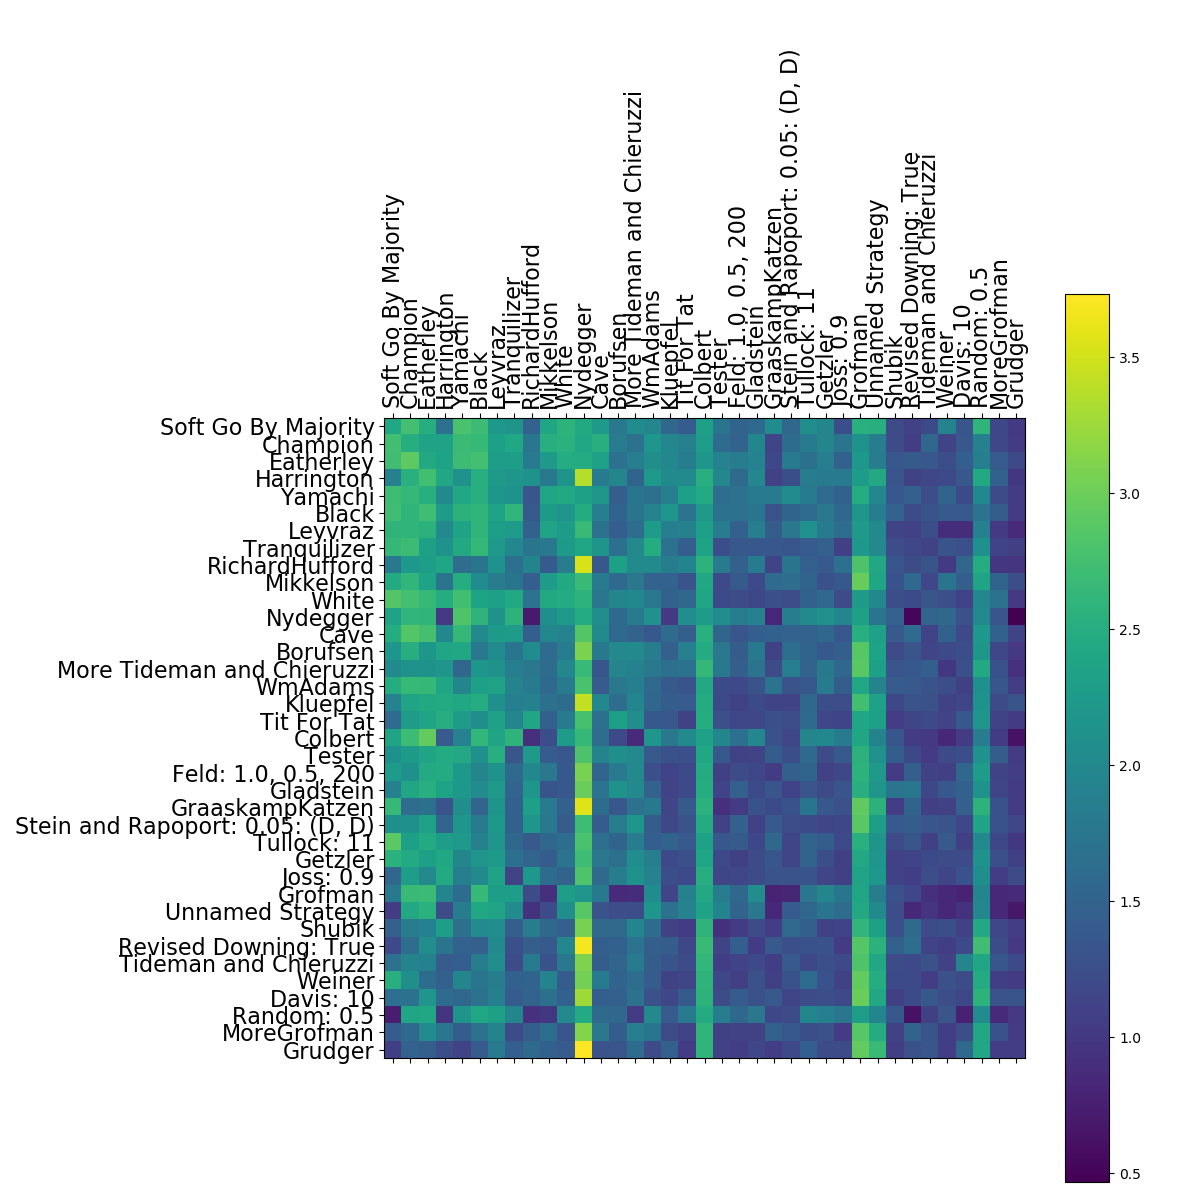 Soft Go By Majority
Champion
Eatherley
Harrington
Yamachi
Black
Leyvraz
Tranquilizer
RichardHufford
Mikkelson
White
Nydegger
Cave
Borufsen
More Tideman and Chieruzzi
WmAdams
Kluepfel
Tit For Tat
Colbert
Tester
Feld: 1.0, 0.5, 200
Gladstein
GraaskampKatzen
Stein and Rapoport: 0.05: (D, D)
Tullock: 11
Getzler
Joss: 0.9
Grofman
Unnamed Strategy
Shubik
Revised Downing: True
Tideman and Chieruzzi
Weiner
Davis: 10
Random: 0.5
MoreGrofman
Grudger
Soft Go By Majority
Champion
Eatherley
Harrington
Yamachi
Black
Leyvraz
Tranquilizer
RichardHufford
Mikkelson
White
Nydegger
Cave
Borufsen
More Tideman and Chieruzzi
WmAdams
Kluepfel
Tit For Tat
Colbert
Tester
Feld: 1.0, 0.5, 200
Gladstein
GraaskampKatzen
Stein and Rapoport: 0.05: (D, D)
Tullock: 11
Getzler
Joss: 0.9
Grofman
Unnamed Strategy
Shubik
Revised Downing: True
Tideman and Chieruzzi
Weiner
Davis: 10
Random: 0.5
MoreGrofman
Grudger
3.5
3.0
2.5
2.0
1.5
1.0
0.5